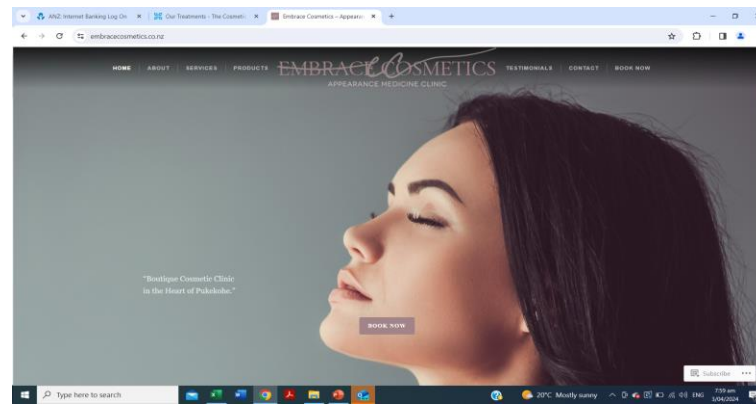 ANZ: Internet Banking Log On
Our Treatments - The Cosmeti
Embrace Cosmetics – Appeara
embracecosmetics.co.nz
HOME
ABOUT
SERVICES
PRODUCTS
EMBRACE COSMETICS
APPEARANCE MEDICINE CLINIC
TESTIMONIALS
CONTACT
BOOK NOW
"Boutique Cosmetic Clinic
in the Heart of Pukekohe."
BOOK NOW
Subscribe
Type here to search
20°C Mostly sunny
ENG
7:59 am
3/04/2024